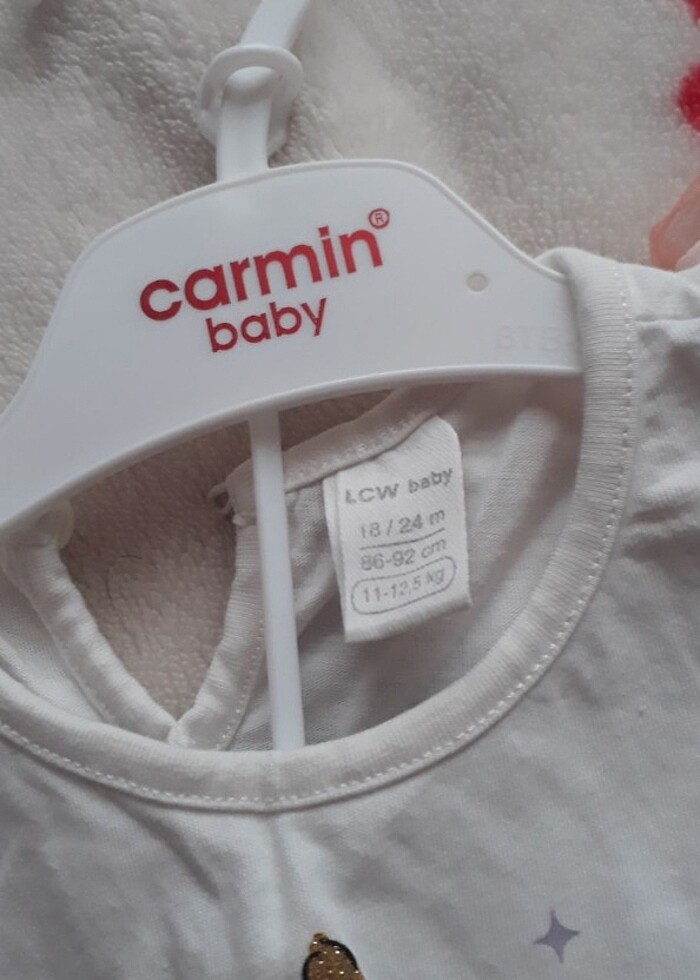 carmin®
baby
LCW baby
18 / 24 m
86-92 cm
11-12,5 kg